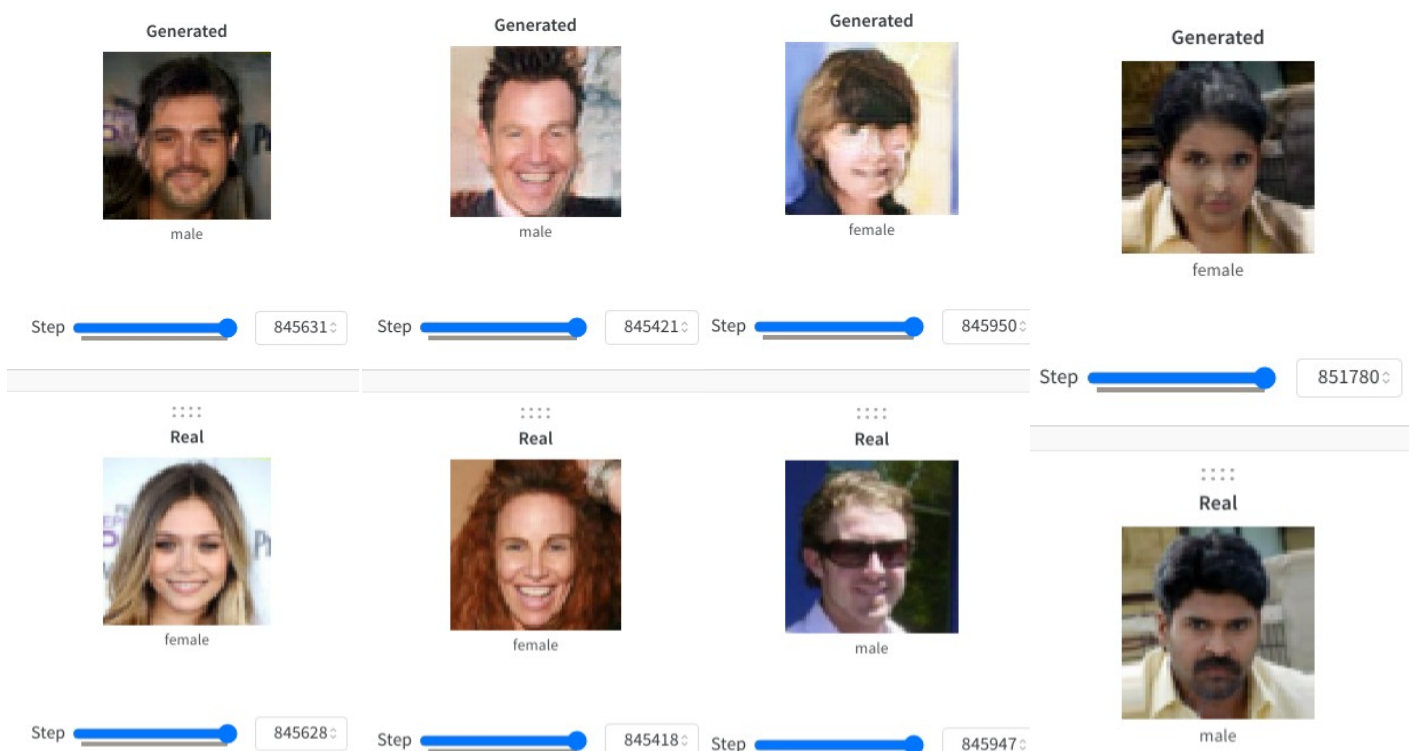 Generated
male
Step 845631
Real
female
Step 845628
Generated
male
Step 845421
Real
female
Step 845418
Generated
female
Step 845950
Real
male
Step 845947
Generated
female
Step 851780
Real
male